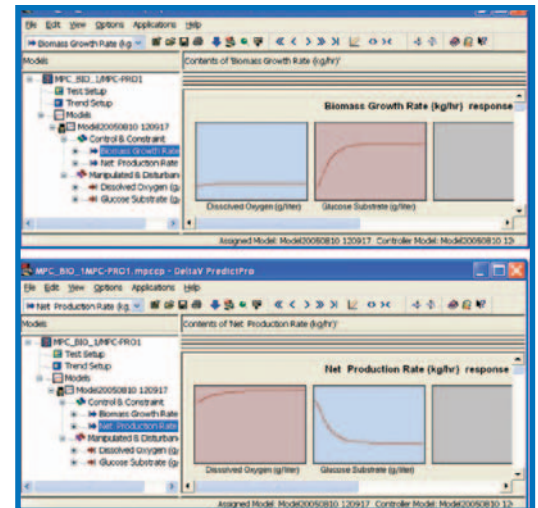 File Edit View Options Applications Help
Biomass Growth Rate (kg
Models
Contents of 'Biomass Growth Rate (kg/hr)'
MPC_BIO_1/MPC-PRO1
Test Setup
Trend Setup
Models
Model20050810 120917
Control & Constraint
Biomass Growth Rate
Net Production Rate
Manipulated & Disturban
Dissolved Oxygen (g/
Glucose Substrate (g/
Biomass Growth Rate (kg/hr) response
Dissolved Oxygen (g/liter)
Glucose Substrate (g/liter)
Assigned Model: Model20050810 120917 Controller Model: Model20050810 12
MPC_BIO_1MPC-PRO1.mpccp - DeltaV PredictPro
File Edit View Options Applications Help
Net Production Rate (kg
Models
Contents of 'Net Production Rate (kg/hr)'
MPC_BIO_1/MPC-PRO1
Test Setup
Trend Setup
Models
Model20050810 120917
Control & Constraint
Biomass Growth Rate
Net Production Rate
Manipulated & Disturban
Dissolved Oxygen (g/
Glucose Substrate (g/
Net Production Rate (kg/hr) response
Dissolved Oxygen (g/liter)
Glucose Substrate (g/liter)
Assigned Model: Model20050810 120917 Controller Model: Model20050810 12